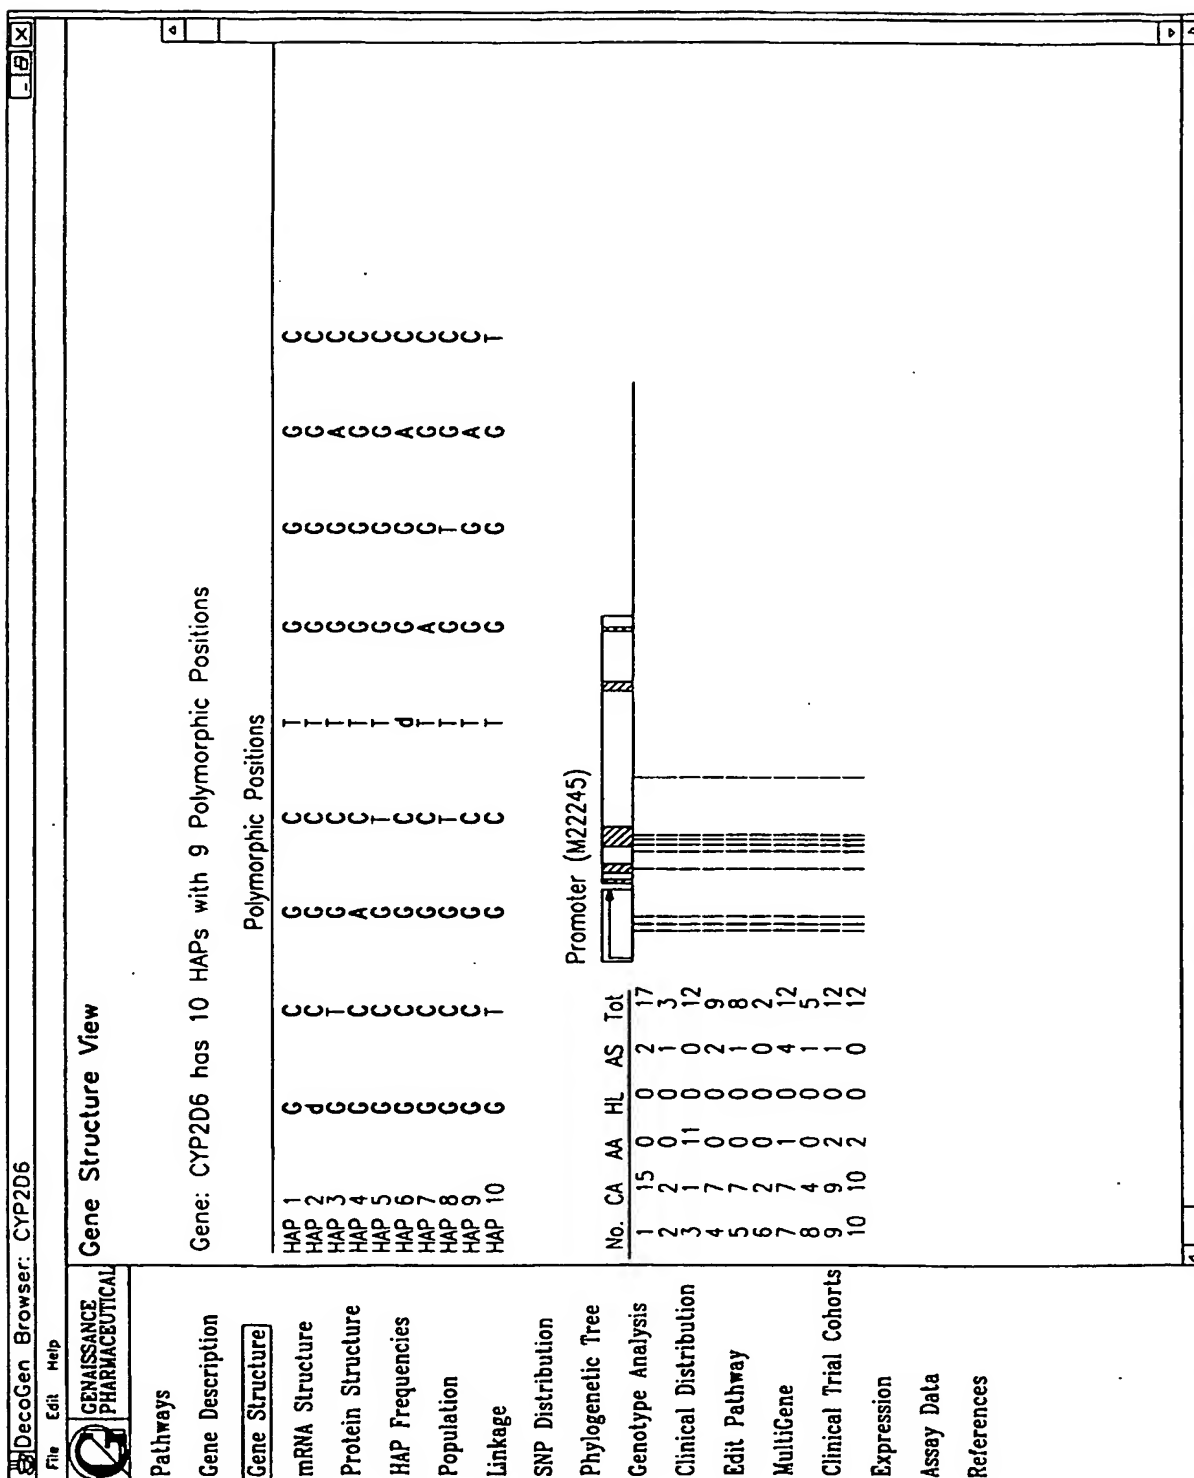 DecoGen Browser: CYP2D6
File Edit Help
GENAISSANCE
PHARMACEUTICAL
Pathways
Gene Description
Gene Structure
mRNA Structure
Protein Structure
HAP Frequencies
Population
Linkage
SNP Distribution
Phylogenetic Tree
Genotype Analysis
Clinical Distribution
Edit Pathway
MultiGene
Clinical Trial Cohorts
Expression
Assay Data
References
Gene Structure View
Gene: CYP2D6 has 10 HAPs with 9 Polymorphic Positions
Polymorphic Positions
HAP 1 G C G C T G G G C
HAP 2 d C G C T G G G C
HAP 3 G T G C T G G A C
HAP 4 G C A C T G G G C
HAP 5 G C G T T G G G C
HAP 6 G C G C d G G A C
HAP 7 G C G C T A G G C
HAP 8 G C G T T G T G C
HAP 9 G C G C T G G A C
HAP 10 G T G C T G G G T
Promoter (M22245)
No. CA AA HL AS Tot
1 15 0 0 2 17
2 2 0 0 1 3
3 1 11 0 0 12
4 7 0 0 2 9
5 7 0 0 1 8
6 2 0 0 0 2
7 7 1 0 4 12
8 4 0 0 1 5
9 9 2 0 1 12
10 10 2 0 0 12